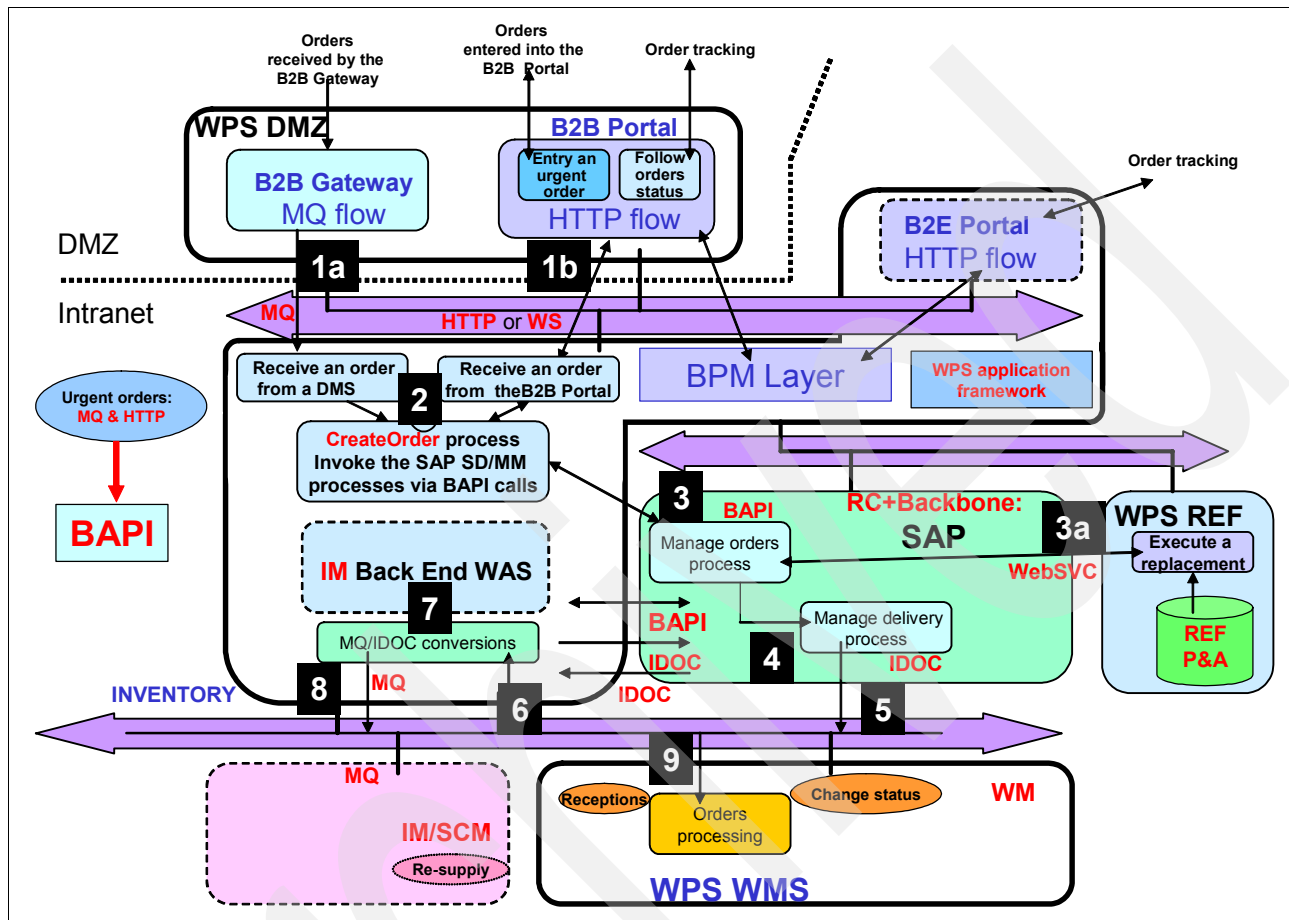 Orders
received by the
B2B Gateway
Orders
entered into the
B2B Portal
Order tracking
WPS DMZ
B2B Portal
B2B Gateway
MQ flow
Entry an
urgent
order
Follow
orders
status
HTTP flow
Order tracking
B2E Portal
HTTP flow
DMZ
1a
1b
Intranet
MQ
HTTP or WS
Receive an order
from a DMS
Receive an order
from theB2B Portal
BPM Layer
WPS application
framework
Urgent orders:
MQ & HTTP
2
CreateOrder process
Invoke the SAP SD/MM
processes via BAPI calls
BAPI
3
BAPI
RC+Backbone:
SAP
3a
WPS REF
Manage orders
process
Execute a
replacement
WebSVC
IM Back End WAS
7
MQ/IDOC conversions
BAPI
IDOC
IDOC
Manage delivery
process
4
IDOC
REF
P&A
INVENTORY
8
MQ
6
5
MQ
9
Receptions
Change status
WM
Orders
processing
IM/SCM
Re-supply
WPS WMS